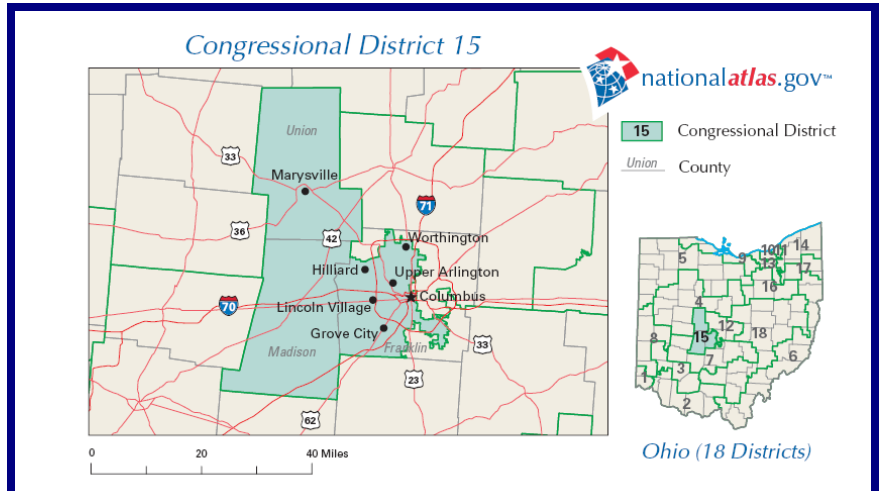 Congressional District 15
nationalatlas.gov™
15 Congressional District
Union County
Union
33
Marysville
71
36
42
Worthington
Hilliard
Upper Arlington
70
Lincoln Village
Columbus
Grove City
Madison
Franklin
33
23
62
0 20 40 Miles
14
10
11
9
13
5
17
16
4
12
18
15
8
7
6
3
1
2
Ohio (18 Districts)